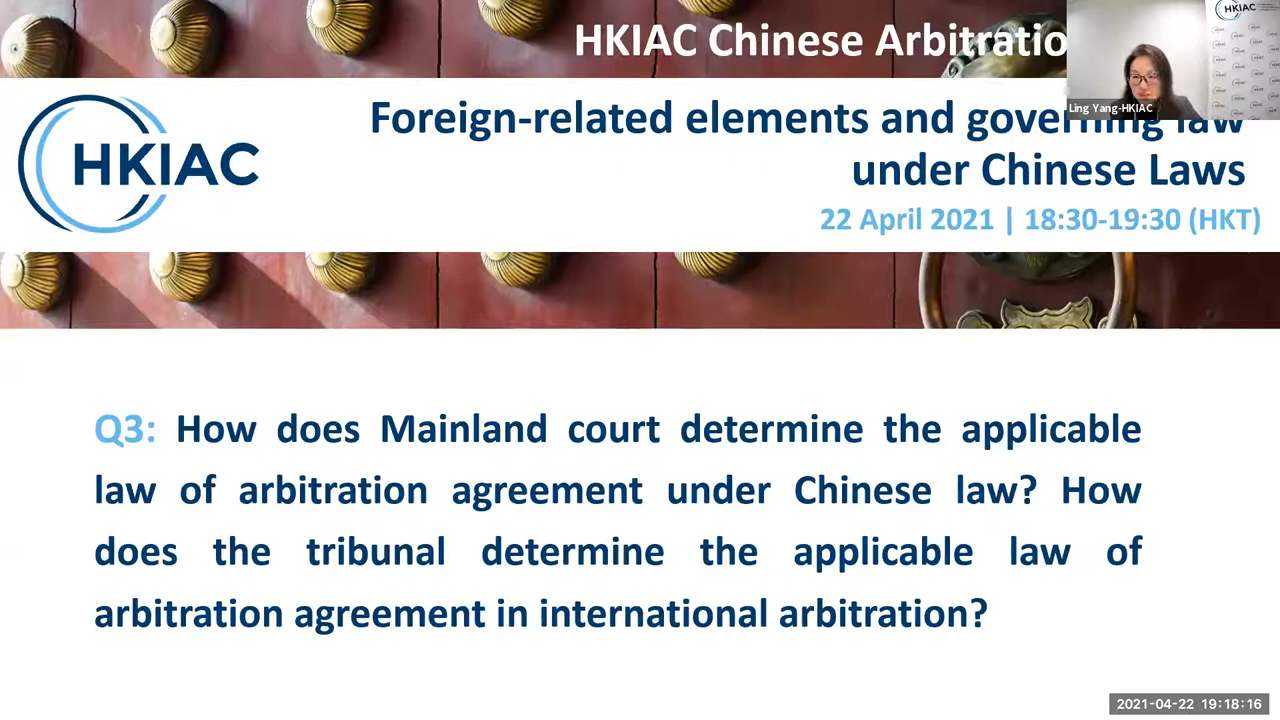 HKIAC Chinese Arbitratio
HKIAC
Ling Yang-HKIAC
HKIAC
Foreign-related elements and governing law
under Chinese Laws
22 April 2021 | 18:30-19:30 (HKT)
Q3: How does Mainland court determine the applicable
law of arbitration agreement under Chinese law? How
does the tribunal determine the applicable law of
arbitration agreement in international arbitration?
2021-04-22 19:18:16